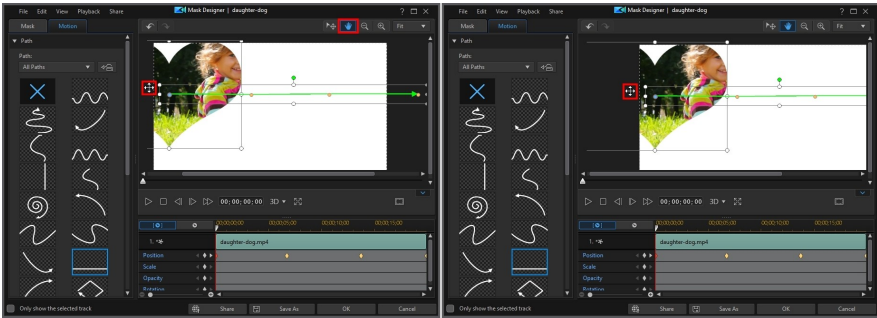 File Edit View Playback Share Mask Designer | daughter-dog
Mask Motion
Fit
Path
Path:
All Paths
00;00;00;00 3D
00;00;00;00 00;00;05;00 00;00;10;00 00;00;15;00
1. daughter-dog.mp4
Position
Scale
Opacity
Rotation
Only show the selected track Share Save As OK Cancel
File Edit View Playback Share Mask Designer | daughter-dog
Mask Motion
Fit
Path
Path:
All Paths
00;00;00;00 3D
00;00;00;00 00;00;05;00 00;00;10;00 00;00;15;00
1. daughter-dog.mp4
Position
Scale
Opacity
Rotation
Only show the selected track Share Save As OK Cancel